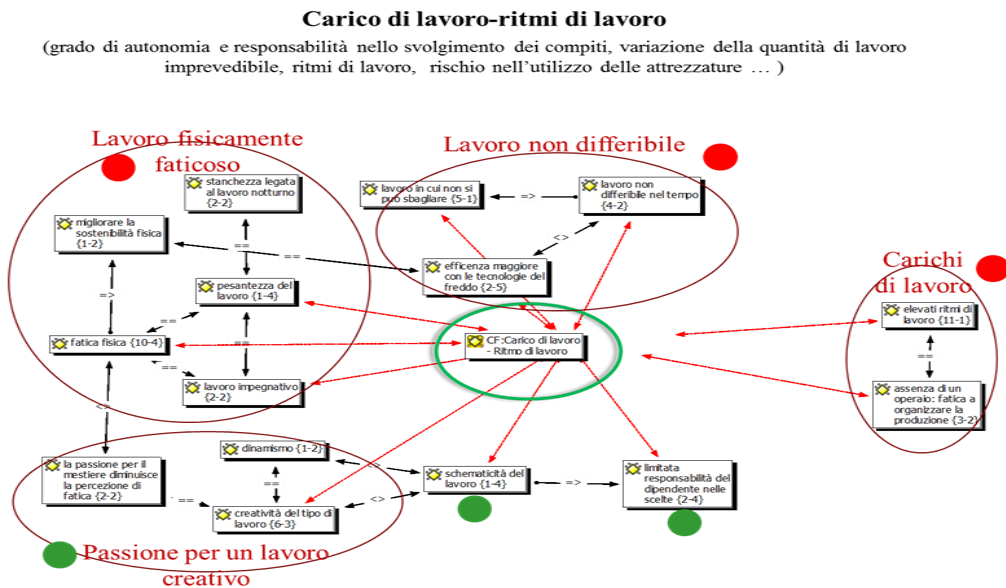 Carico di lavoro-ritmi di lavoro
(grado di autonomia e responsabilità nello svolgimento dei compiti, variazione della quantità di lavoro
imprevedibile, ritmi di lavoro, rischio nell'utilizzo delle attrezzature … )
Lavoro fisicamente
faticoso
Lavoro non differibile
stanchezza legata
al lavoro notturno
{2-2}
lavoro in cui non si
può sbagliare {5-1}
=>
lavoro non
differibile nel tempo
{4-2}
migliorare la
sostenibilità fisica
{1-2}
==
==
<>
efficenza maggiore
con le tecnologie del
freddo {2-5}
Carichi
di lavoro
pesantezza del
lavoro {1-4}
=>
==
==
elevati ritmi di
lavoro {11-1}
fatica fisica {10-4}
CF:Carico di lavoro
- Ritmo di lavoro
==
==
lavoro impegnativo
{2-2}
assenza di un
operaio: fatica a
organizzare la
produzione {3-2}
<>
dinamismo {1-2}
la passione per il
mestiere diminuisce
la percezione di
fatica {2-2}
==
<>
schematicità del
lavoro {1-4}
=>
limitata
responsabilità del
dipendente nelle
scelte {2-4}
==
<>
creatività del tipo di
lavoro {6-3}
Passione per un lavoro
creativo